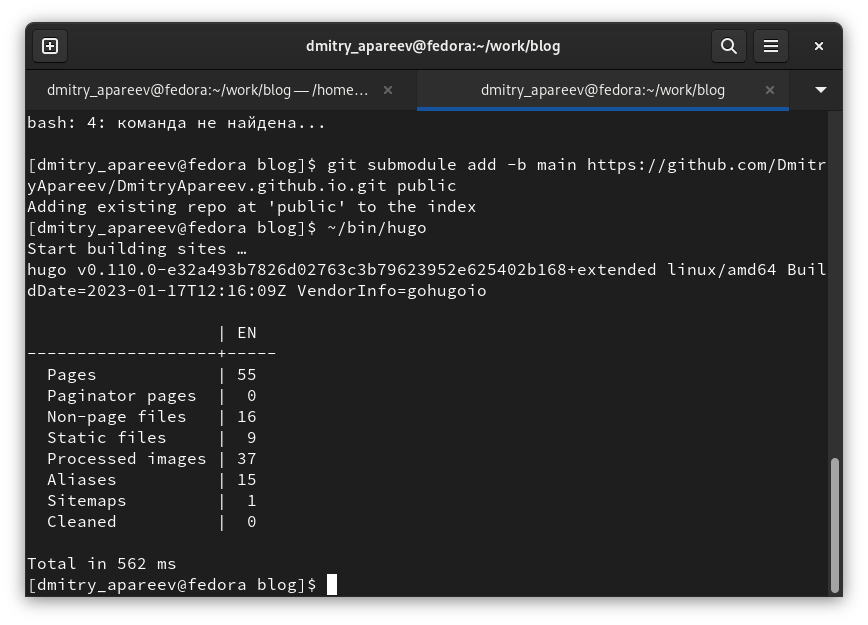 dmitry_apareev@fedora:~/work/blog
dmitry_apareev@fedora:~/work/blog — /home...
dmitry_apareev@fedora:~/work/blog
bash: 4: команда не найдена...
[dmitry_apareev@fedora blog]$ git submodule add -b main https://github.com/Dmitr
yApareev/DmitryApareev.github.io.git public
Adding existing repo at 'public' to the index
[dmitry_apareev@fedora blog]$ ~/bin/hugo
Start building sites …
hugo v0.110.0-e32a493b7826d02763c3b79623952e625402b168+extended linux/amd64 Buil
dDate=2023-01-17T12:16:09Z VendorInfo=gohugoio
                   | EN
-------------------+-----
  Pages            | 55
  Paginator pages  |  0
  Non-page files   | 16
  Static files     |  9
  Processed images | 37
  Aliases          | 15
  Sitemaps         |  1
  Cleaned          |  0
Total in 562 ms
[dmitry_apareev@fedora blog]$